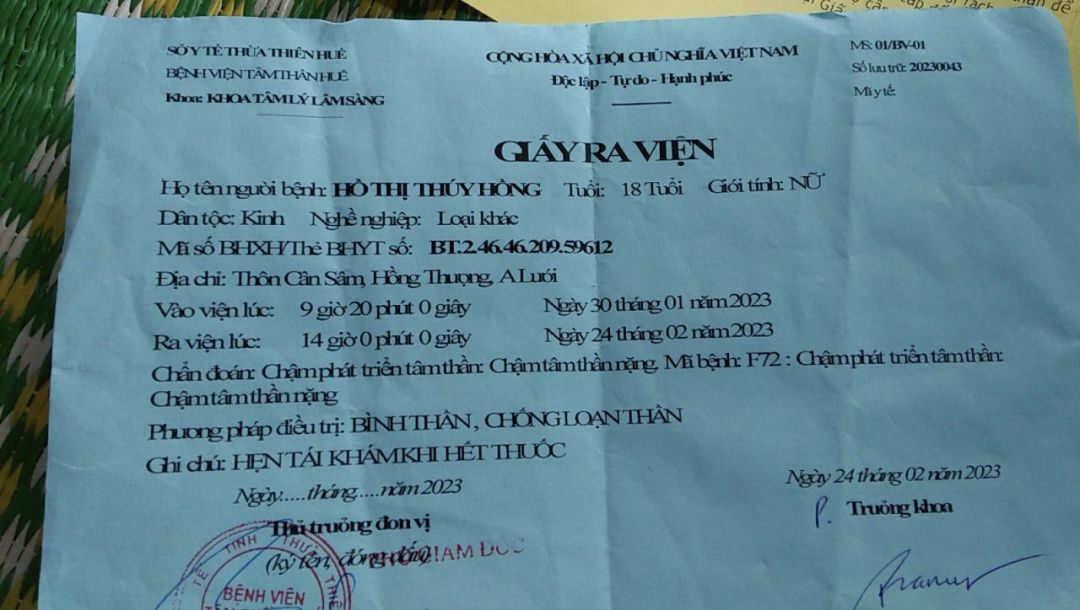 SỞ Y TẾ THỪA THIÊN HUẾ
BỆNH VIỆN TÂM THẦN HUẾ
Khoa: KHOA TÂM LÝ LÂM SÀNG
CỘNG HÒA XÃ HỘI CHỦ NGHĨA VIỆT NAM
Độc lập - Tự do - Hạnh phúc
MS: 01/BV-01
Số lưu trữ: 20230043
Mã y tế:
GIẤY RA VIỆN
Họ tên người bệnh: HỒ THỊ THÚY HỒNG Tuổi: 18 Tuổi Giới tính: NỮ
Dân tộc: Kinh Nghề nghiệp: Loại khác
Mã số BHXH/Thẻ BHYT số: BT.2.46.46.209.59612
Địa chỉ: Thôn Cân Sâm, Hồng Thượng, A Lưới
Vào viện lúc: 9 giờ 20 phút 0 giây Ngày 30 tháng 01 năm 2023
Ra viện lúc: 14 giờ 0 phút 0 giây Ngày 24 tháng 02 năm 2023
Chẩn đoán: Chậm phát triển tâm thần: Chậm tâm thần nặng, Mã bệnh: F72 : Chậm phát triển tâm thần:
Chậm tâm thần nặng
Phương pháp điều trị: BÌNH THẦN , CHỐNG LOẠN THẦN
Ghi chú: HẸN TÁI KHÁM KHI HẾT THUỐC
Ngày......tháng.....năm 2023
Thủ trưởng đơn vị
(ký tên, đóng dấu)
PHÓ GIÁM ĐỐC
TẾ TỈNH THỪA THIÊ
BỆNH VIỆN
Ngày 24 tháng 02 năm 2023
P. Trưởng khoa